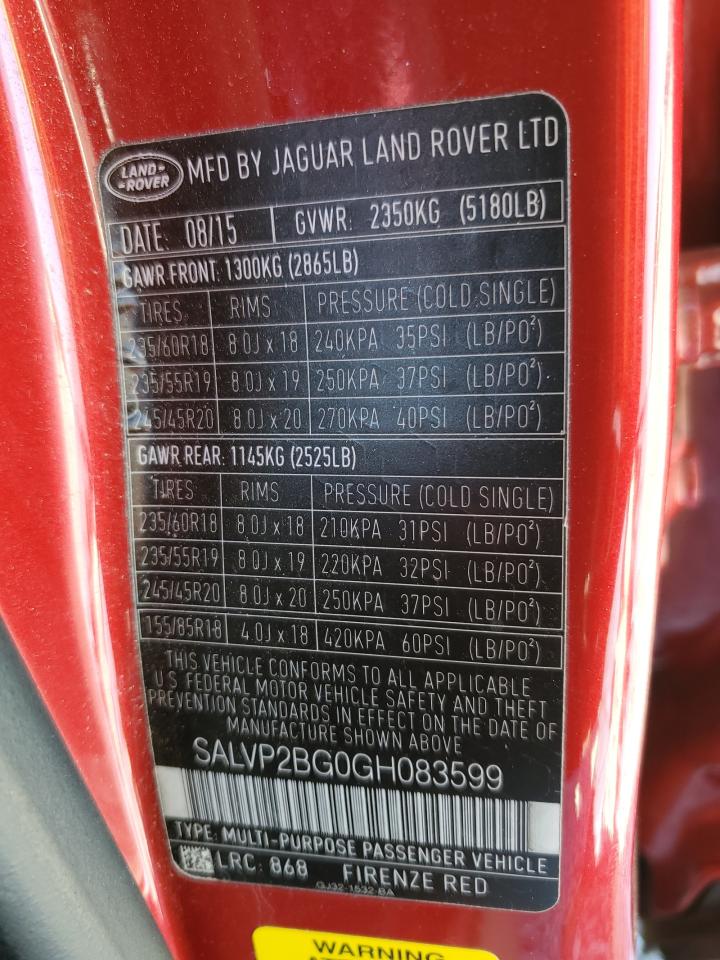 LAND-
-ROVER
MFD BY JAGUAR LAND ROVER LTD
DATE: 08/15 GVWR: 2350KG (5180LB)
GAWR FRONT: 1300KG (2865LB)
TIRES RIMS PRESSURE (COLD SINGLE)
235/60R18 8.0J x 18 240KPA 35PSI (LB/PO²)
235/55R19 8.0J x 19 250KPA 37PSI (LB/PO²)
245/45R20 8.0J x 20 270KPA 40PSI (LB/PO²)
GAWR REAR: 1145KG (2525LB)
TIRES RIMS PRESSURE (COLD SINGLE)
235/60R18 8.0J x 18 210KPA 31PSI (LB/PO²)
235/55R19 8.0J x 19 220KPA 32PSI (LB/PO²)
245/45R20 8.0J x 20 250KPA 37PSI (LB/PO²)
155/85R18 4.0J x 18 420KPA 60PSI (LB/PO²)
THIS VEHICLE CONFORMS TO ALL APPLICABLE
U.S FEDERAL MOTOR VEHICLE SAFETY AND THEFT
PREVENTION STANDARDS IN EFFECT ON THE DATE OF
MANUFACTURE SHOWN ABOVE
SALVP2BG0GH083599
TYPE: MULTI-PURPOSE PASSENGER VEHICLE
LRC: 868 FIRENZE RED
GJ32-1532-BA
WARNING